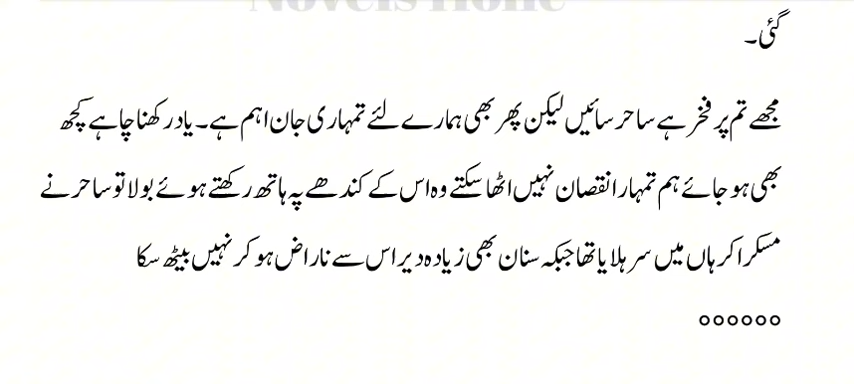 Novels Home
گئی۔
مجھے تم پر فخر ہے ساحر سائیں لیکن پھر بھی ہمارے لئے تمہاری جان اہم ہے۔ یاد رکھنا چاہے کچھ
بھی ہو جائے ہم تمہارا نقصان نہیں اٹھا سکتے وہ اس کے کندھے پہ ہاتھ رکھتے ہوئے بولا تو ساحر نے
مسکرا کر ہاں میں سر ہلایا تھا جبکہ سنان بھی زیادہ دیر اس سے ناراض ہو کر نہیں بیٹھ سکا
○○○○○○